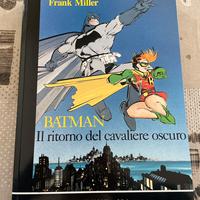 Frank Miller
BATMAN
Il ritorno del cavaliere oscuro